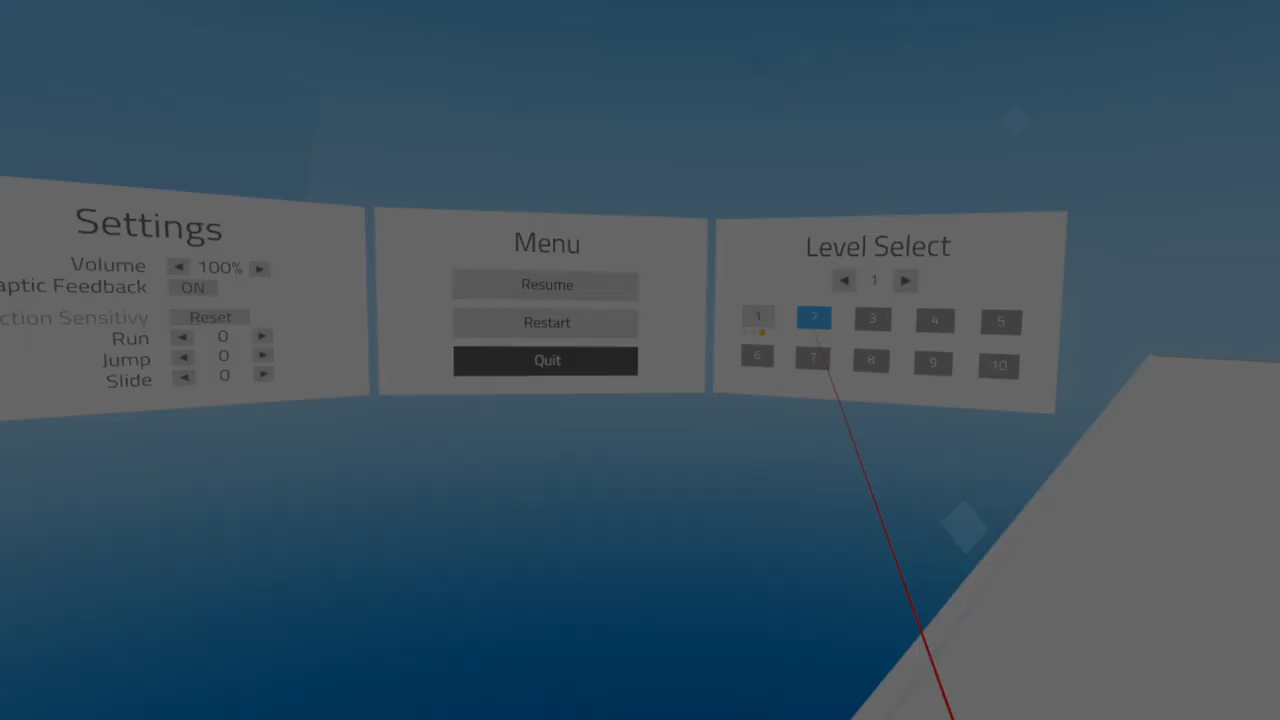 Settings
Volume ◄ 100% ►
aptic Feedback ON
ction Sensitivy Reset
Run ◄ 0 ►
Jump ◄ 0 ►
Slide ◄ 0 ►
Menu
Resume
Restart
Quit
Level Select
◄ 1 ►
1 2 3 4 5
6 7 8 9 10